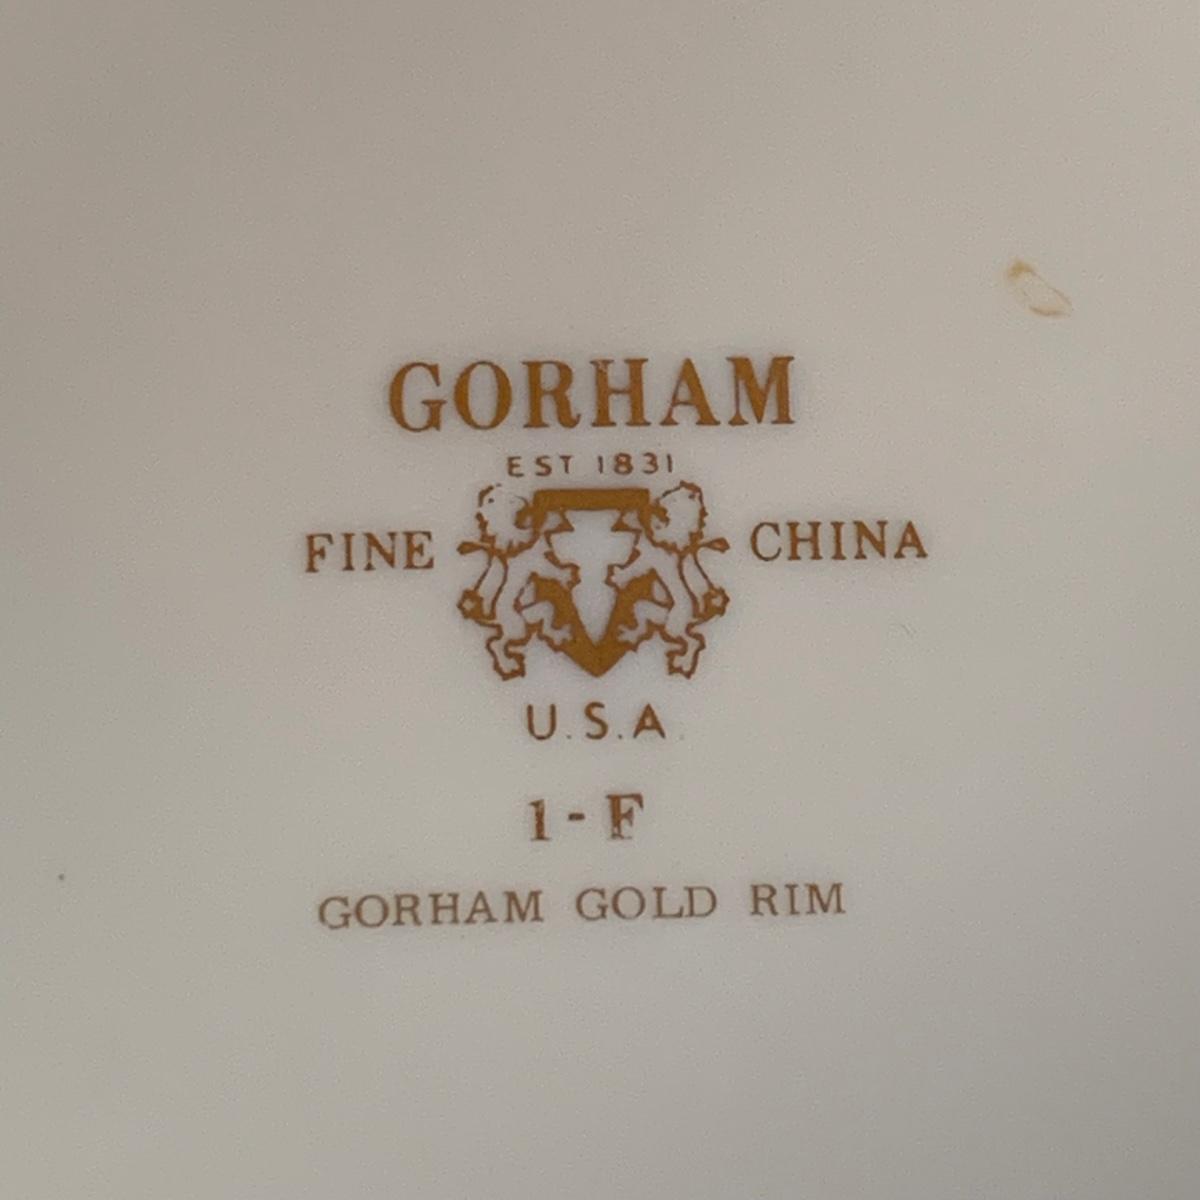 GORHAM
EST 1831
FINE CHINA
U.S.A.
1-F
GORHAM GOLD RIM